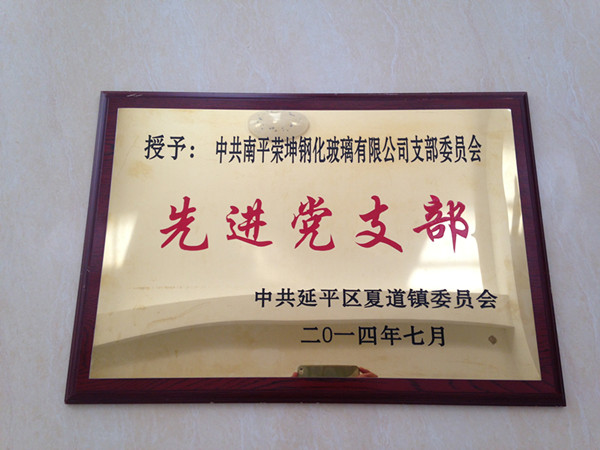 授予：中共南平荣坤钢化玻璃有限公司支部委员会
先进党支部
中共延平区夏道镇委员会
二0一四年七月